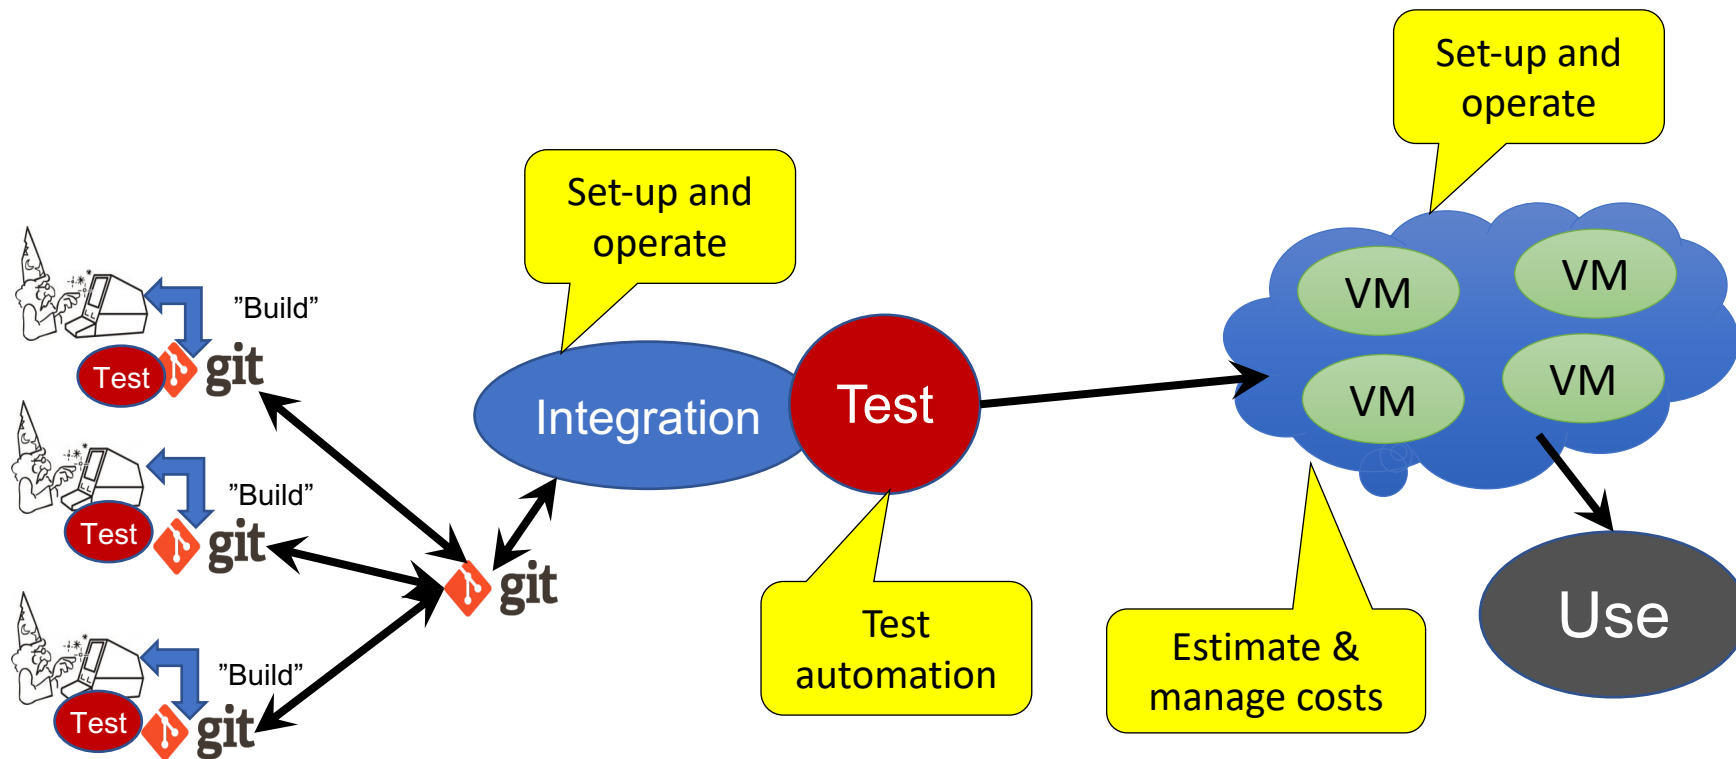 Set-up and
operate
Set-up and
operate
VM
VM
VM
VM
"Build"
Test
git
"Build"
Test
git
"Build"
Test
git
git
Integration
Test
Test
automation
Estimate &
manage costs
Use